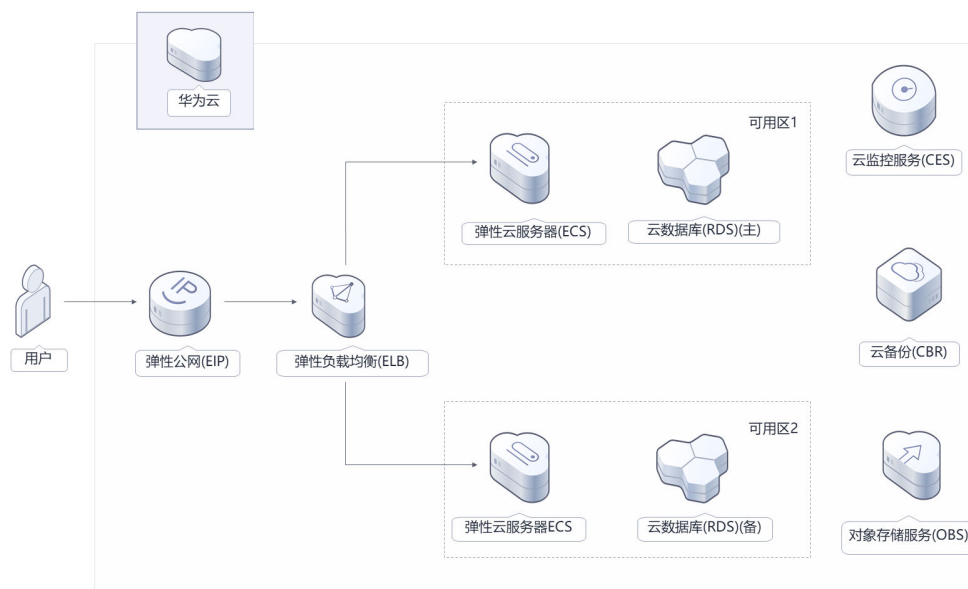 华为云
可用区1
云监控服务(CES)
弹性云服务器(ECS)
云数据库(RDS)(主)
IP
用户
弹性公网(EIP)
弹性负载均衡(ELB)
云备份(CBR)
可用区2
弹性云服务器ECS
云数据库(RDS)(备)
对象存储服务(OBS)